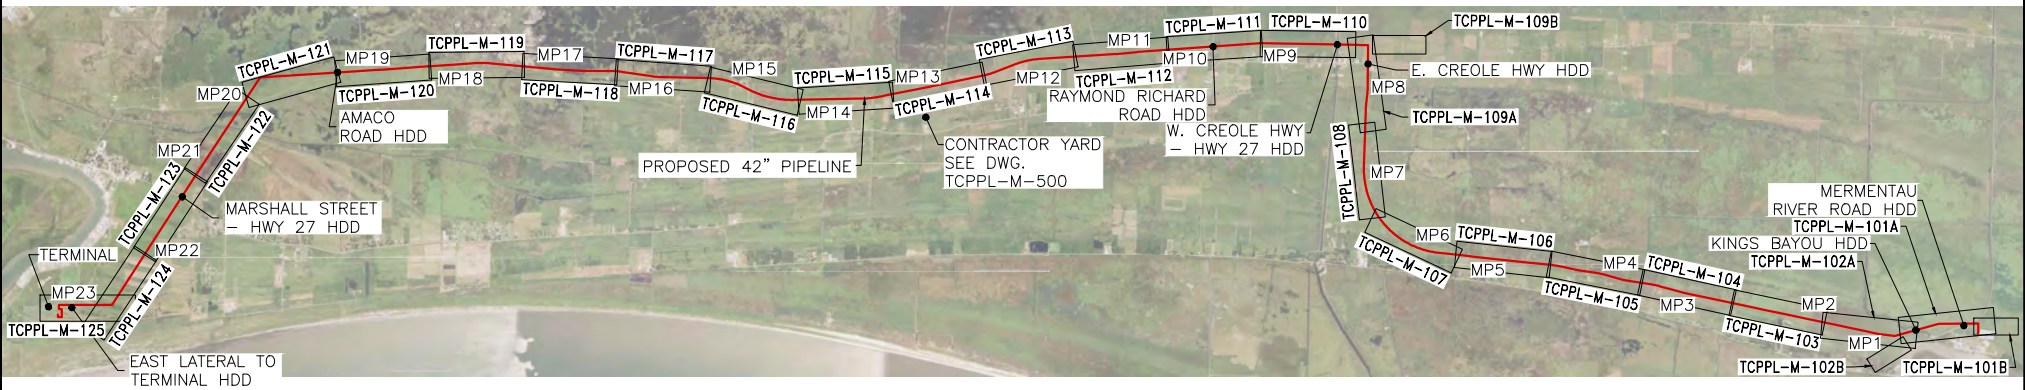 TCPPL-M-121
MP19
TCPPL-M-119
MP17
TCPPL-M-117
MP15
TCPPL-M-115
MP13
TCPPL-M-113
MP11
TCPPL-M-111
TCPPL-M-110
TCPPL-M-109B
MP20
TCPPL-M-120
MP18
TCPPL-M-118
MP16
TCPPL-M-116
MP14
TCPPL-M-114
MP12
TCPPL-M-112
MP10
MP9
E. CREOLE HWY HDD
MP8
TCPPL-M-109A
AMACO
ROAD HDD
RAYMOND RICHARD
ROAD HDD
W. CREOLE HWY
- HWY 27 HDD
CONTRACTOR YARD
SEE DWG.
TCPPL-M-500
PROPOSED 42" PIPELINE
TCPPL-M-122
MP21
TCPPL-M-123
MARSHALL STREET
- HWY 27 HDD
TCPPL-M-108
MP7
MERMENTAU
RIVER ROAD HDD
TCPPL-M-101A
KINGS BAYOU HDD
TCPPL-M-102A
MP22
TCPPL-M-124
TERMINAL
MP23
TCPPL-M-125
EAST LATERAL TO
TERMINAL HDD
MP6
TCPPL-M-106
TCPPL-M-107
MP5
MP4
TCPPL-M-104
TCPPL-M-105
MP3
MP2
TCPPL-M-103
MP1
TCPPL-M-102B
TCPPL-M-101B